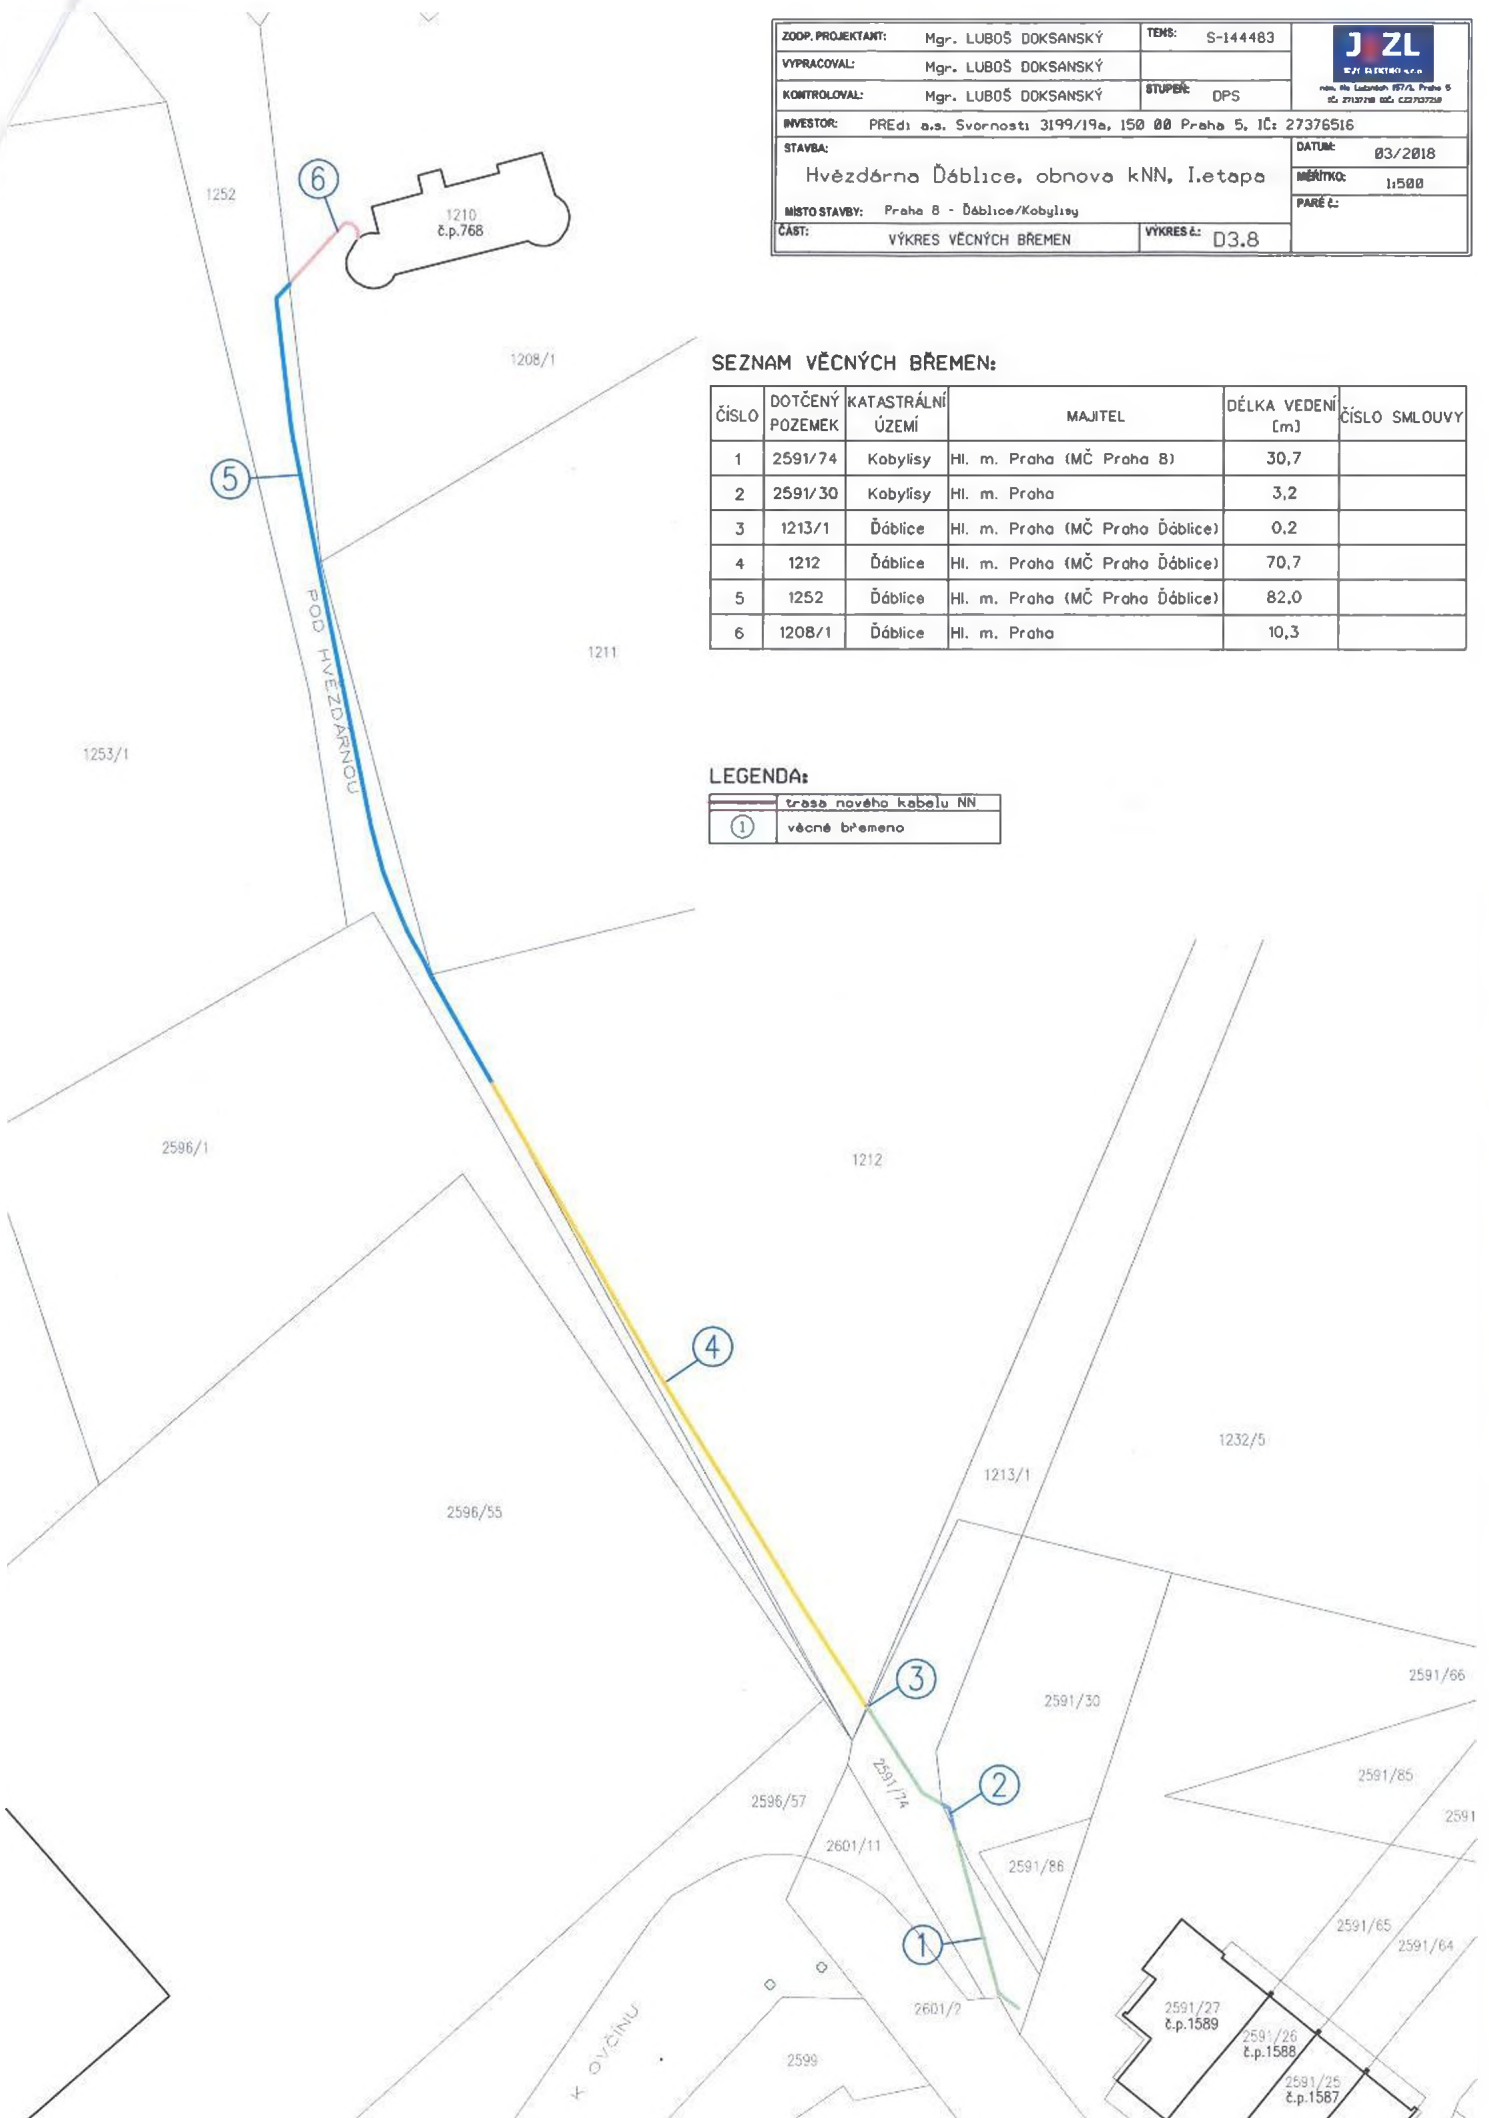 ZODP. PROJEKTANT: Mgr. LUBOŠ DOKSANSKÝ TEMS: S-144483
VYPRACOVAL: Mgr. LUBOŠ DOKSANSKÝ
KONTROLOVAL: Mgr. LUBOŠ DOKSANSKÝ STUPEŇ: DPS
INVESTOR: PREdi a.s. Svornosti 3199/19a, 150 00 Praha 5, IČ: 27376516
STAVBA: DATUM: 03/2018
Hvězdárna Ďáblice, obnova kNN, I.etapa MĚŘÍTKO: 1:500
MÍSTO STAVBY: Praha 8 - Ďáblice/Kobylisy PARÉ č.:
ČÁST: VÝKRES VĚCNÝCH BŘEMEN VÝKRES č.: D3.8
SEZNAM VĚCNÝCH BŘEMEN:
ČÍSLO DOTČENÝ POZEMEK KATASTRÁLNÍ ÚZEMÍ MAJITEL DÉLKA VEDENÍ [m] ČÍSLO SMLOUVY
1 2591/74 Kobylisy Hl. m. Praha (MČ Praha 8) 30,7
2 2591/30 Kobylisy Hl. m. Praha 3,2
3 1213/1 Ďáblice Hl. m. Praha (MČ Praha Ďáblice) 0,2
4 1212 Ďáblice Hl. m. Praha (MČ Praha Ďáblice) 70,7
5 1252 Ďáblice Hl. m. Praha (MČ Praha Ďáblice) 82,0
6 1208/1 Ďáblice Hl. m. Praha 10,3
LEGENDA:
trasa nového kabelu NN
1 věcné břemeno
1252
6
1210
č.p.768
1208/1
5
POD HVĚZDÁRNOU
1211
1253/1
2596/1
1212
4
1232/5
1213/1
2596/55
3
2591/66
2591/30
2591/74
2
2591/85
2591
2596/57
2601/11
2591/86
1
2591/65
2591/64
2601/2
2591/27
č.p.1589
2591/26
č.p.1588
2591/25
č.p.1587
K OVČÍNU
2599